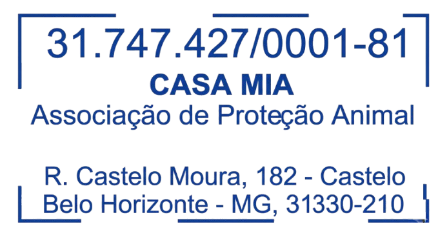 31.747.427/0001-81
CASA MIA
Associação de Proteção Animal
R. Castelo Moura, 182 - Castelo
Belo Horizonte - MG, 31330-210